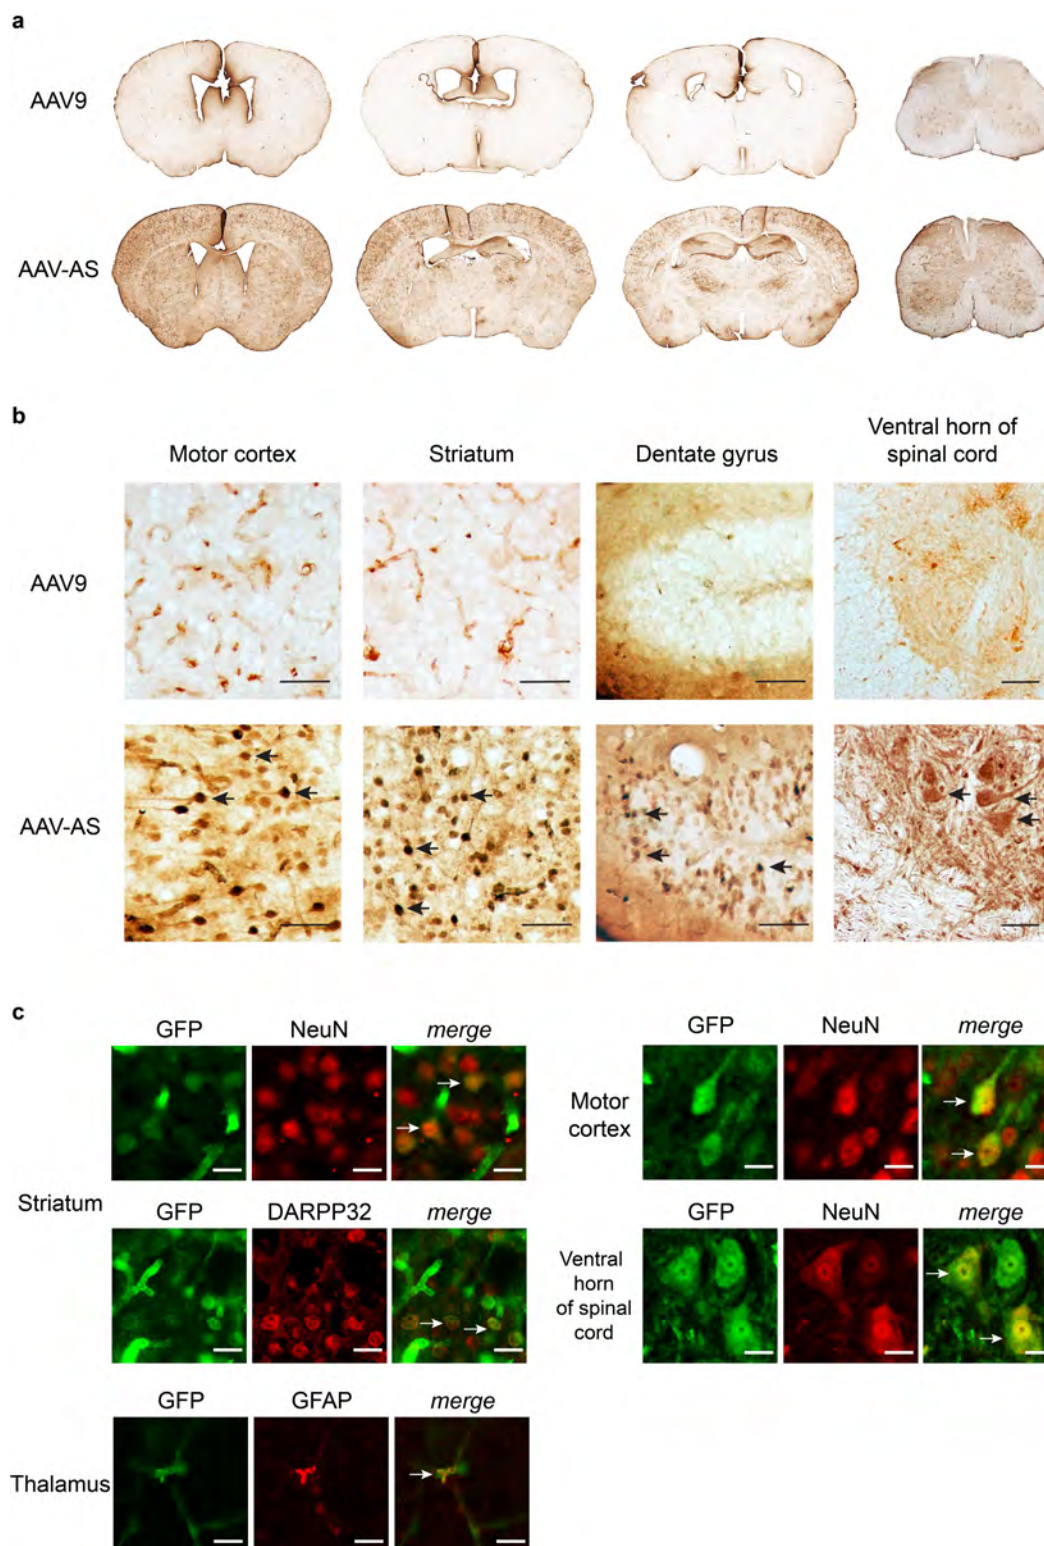 a
AAV9
AAV-AS
b
Motor cortex
Striatum
Dentate gyrus
Ventral horn of
spinal cord
AAV9
AAV-AS
c
GFP
NeuN
merge
Striatum
GFP
DARPP32
merge
Thalamus
GFP
GFAP
merge
GFP
NeuN
merge
Motor
cortex
GFP
NeuN
merge
Ventral
horn
of spinal
cord